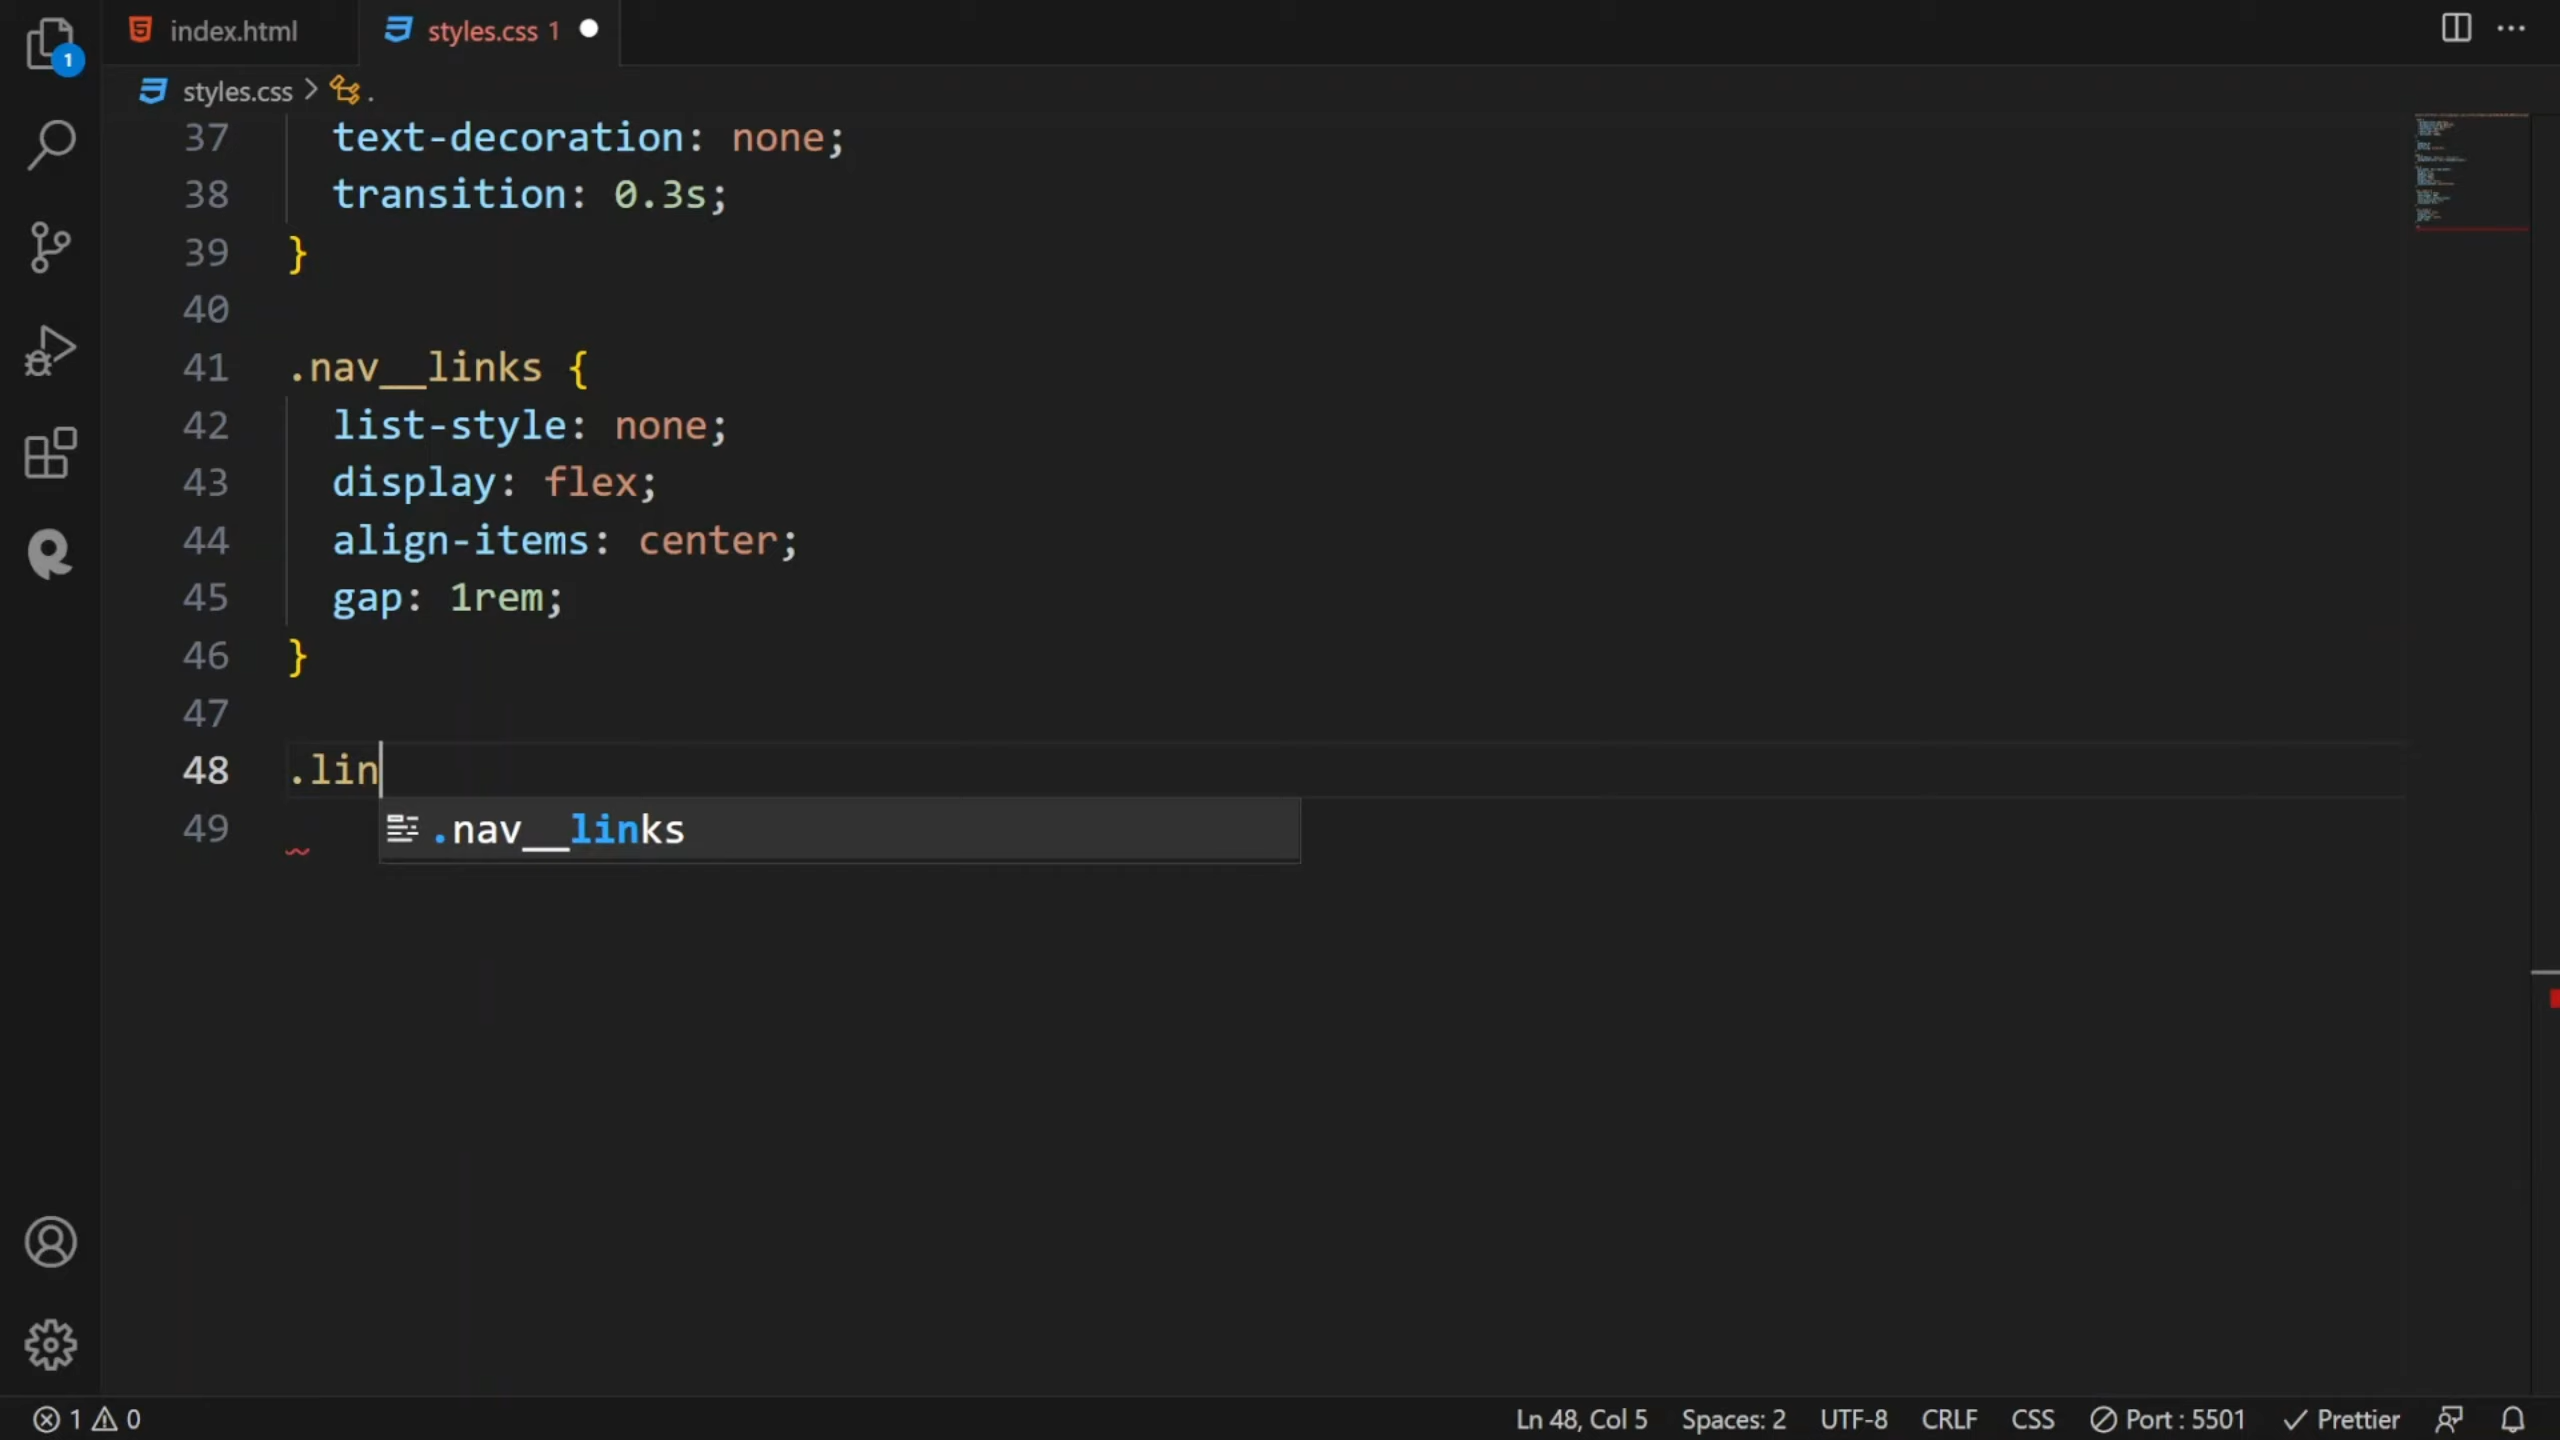 index.html
styles.css 1
styles.css > .
37 text-decoration: none;
38 transition: 0.3s;
39 }
40
41 .nav__links {
42 list-style: none;
43 display: flex;
44 align-items: center;
45 gap: 1rem;
46 }
47
48 .lin
49 .nav__links
1
1 0
Ln 48, Col 5 Spaces: 2 UTF-8 CRLF CSS Port : 5501 Prettier